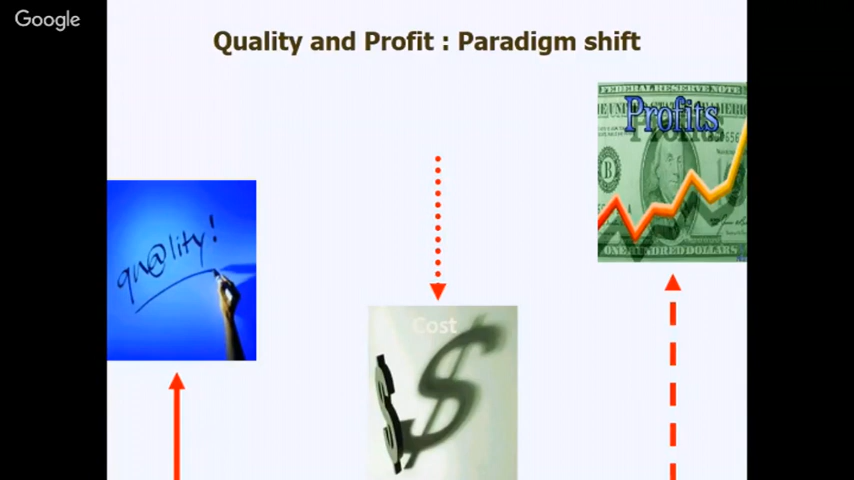 Google
Quality and Profit : Paradigm shift
FEDERAL RESERVE NOTE
Profits
B
ONE HUNDRED DOLLARS
qu@lity!
Cost